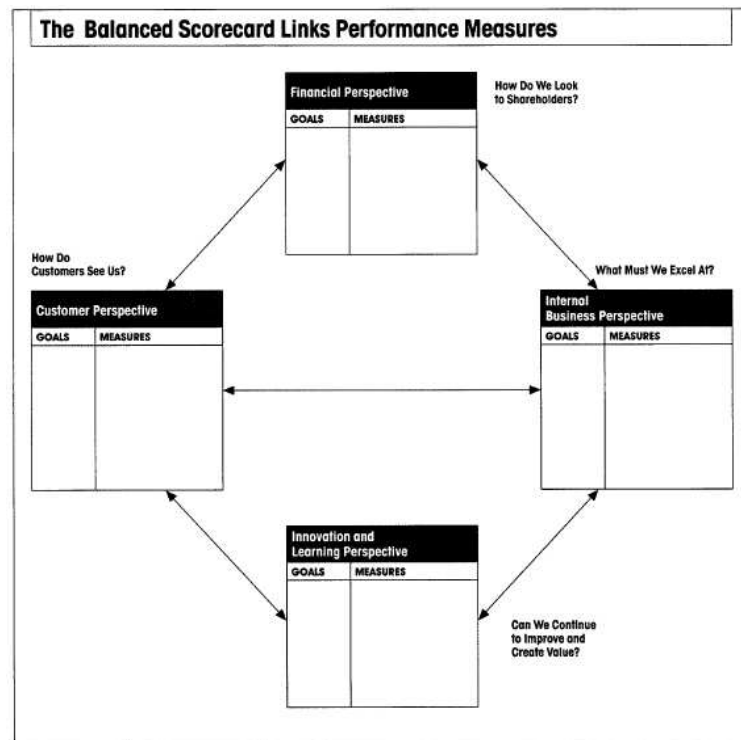 The Balanced Scorecard Links Performance Measures
Financial Perspective
GOALS MEASURES
How Do We Look
to Shareholders?
How Do
Customers See Us?
Customer Perspective
GOALS MEASURES
What Must We Excel At?
Internal
Business Perspective
GOALS MEASURES
Innovation and
Learning Perspective
GOALS MEASURES
Can We Continue
to Improve and
Create Value?